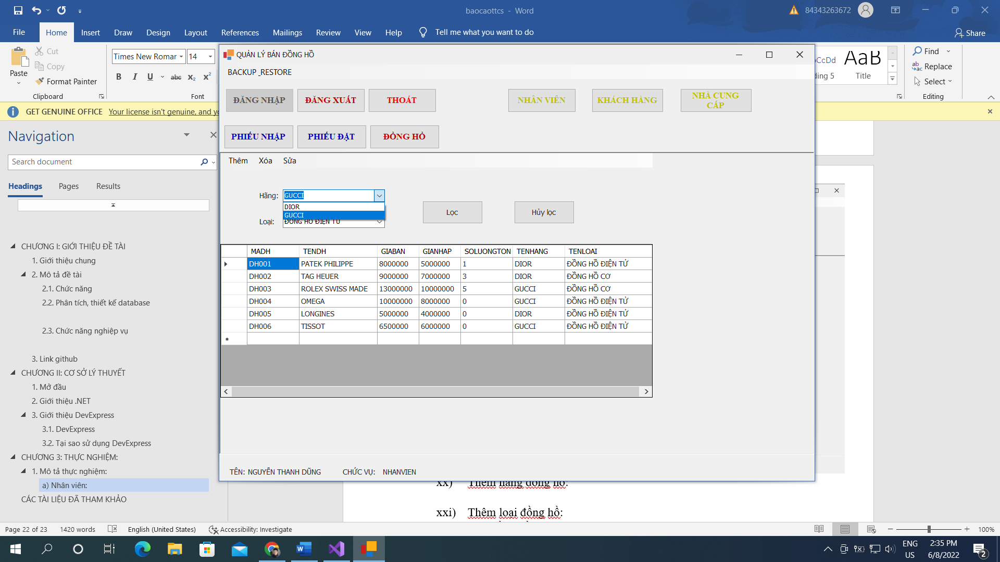 baocaottcs - Word
84343263672
File Home Insert Draw Design Layout References Mailings Review View Help Tell me what you want to do Share
Paste
Cut
Copy
Format Painter
Clipboard
Times New Romar 14
B I U abc x₂ x²
Font
AaB
ing 5 Title
Find
Replace
Select
Editing
GET GENUINE OFFICE Your license isn't genuine, and yo
Navigation
Search document
Headings Pages Results
CHƯƠNG I: GIỚI THIỆU ĐỀ TÀI
1. Giới thiệu chung
2. Mô tả đề tài
2.1. Chức năng
2.2. Phân tích, thiết kế database
2.3. Chức năng nghiệp vụ
3. Link github
CHƯƠNG II: CƠ SỞ LÝ THUYẾT
1. Mở đầu
2. Giới thiệu .NET
3. Giới thiệu DevExpress
3.1. DevExpress
3.2. Tại sao sử dụng DevExpress
CHƯƠNG 3: THỰC NGHIỆM:
1. Mô tả thực nghiệm:
a) Nhân viên:
CÁC TÀI LIỆU ĐÃ THAM KHẢO
QUẢN LÝ BÁN ĐỒNG HỒ
BACKUP _RESTORE
ĐĂNG NHẬP ĐĂNG XUẤT THOÁT NHÂN VIÊN KHÁCH HÀNG NHÀ CUNG CẤP
PHIẾU NHẬP PHIẾU ĐẶT ĐỒNG HỒ
Thêm Xóa Sửa
Hãng: GUCCI
DIOR
GUCCI
Loại: ĐỒNG HỒ ĐIỆN TỬ
Lọc Hủy lọc
MADH TENDH GIABAN GIANHAP SOLUONGTON TENHANG TENLOAI
DH001 PATEK PHILIPPE 8000000 5000000 1 DIOR ĐỒNG HỒ ĐIỆN TỬ
DH002 TAG HEUER 9000000 7000000 3 DIOR ĐỒNG HỒ CƠ
DH003 ROLEX SWISS MADE 13000000 10000000 5 GUCCI ĐỒNG HỒ CƠ
DH004 OMEGA 10000000 8000000 0 GUCCI ĐỒNG HỒ ĐIỆN TỬ
DH005 LONGINES 5000000 4000000 0 DIOR ĐỒNG HỒ ĐIỆN TỬ
DH006 TISSOT 6500000 6000000 0 GUCCI ĐỒNG HỒ ĐIỆN TỬ
TÊN: NGUYỄN THANH DŨNG CHỨC VỤ: NHANVIEN
xx) Thêm hãng đồng hồ:
xxi) Thêm loại đồng hồ:
Page 22 of 23 1420 words English (United States) Accessibility: Investigate 100%
ENG
US
2:35 PM
6/8/2022
2